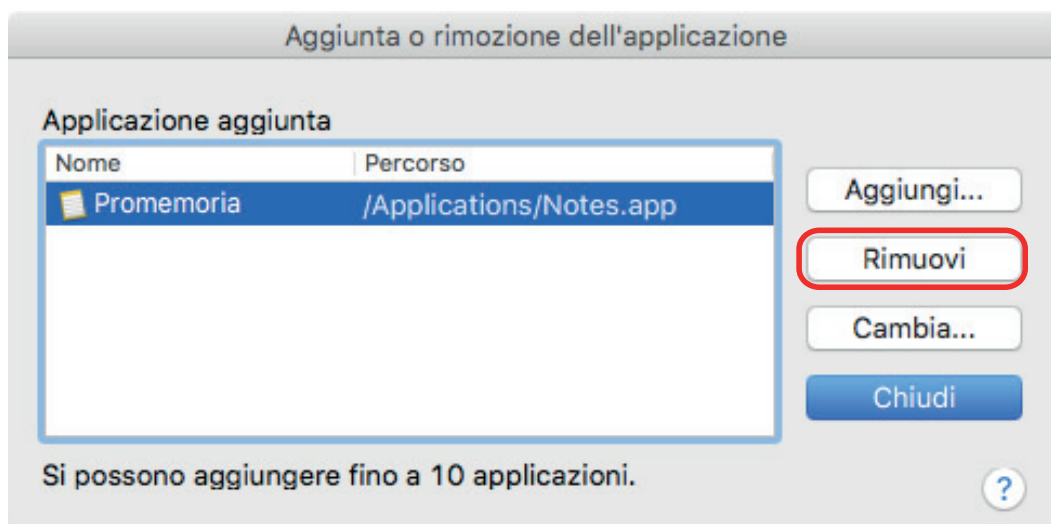 Aggiunta o rimozione dell'applicazione
Applicazione aggiunta
Nome Percorso
Promemoria /Applications/Notes.app
Aggiungi...
Rimuovi
Cambia...
Chiudi
Si possono aggiungere fino a 10 applicazioni.
?